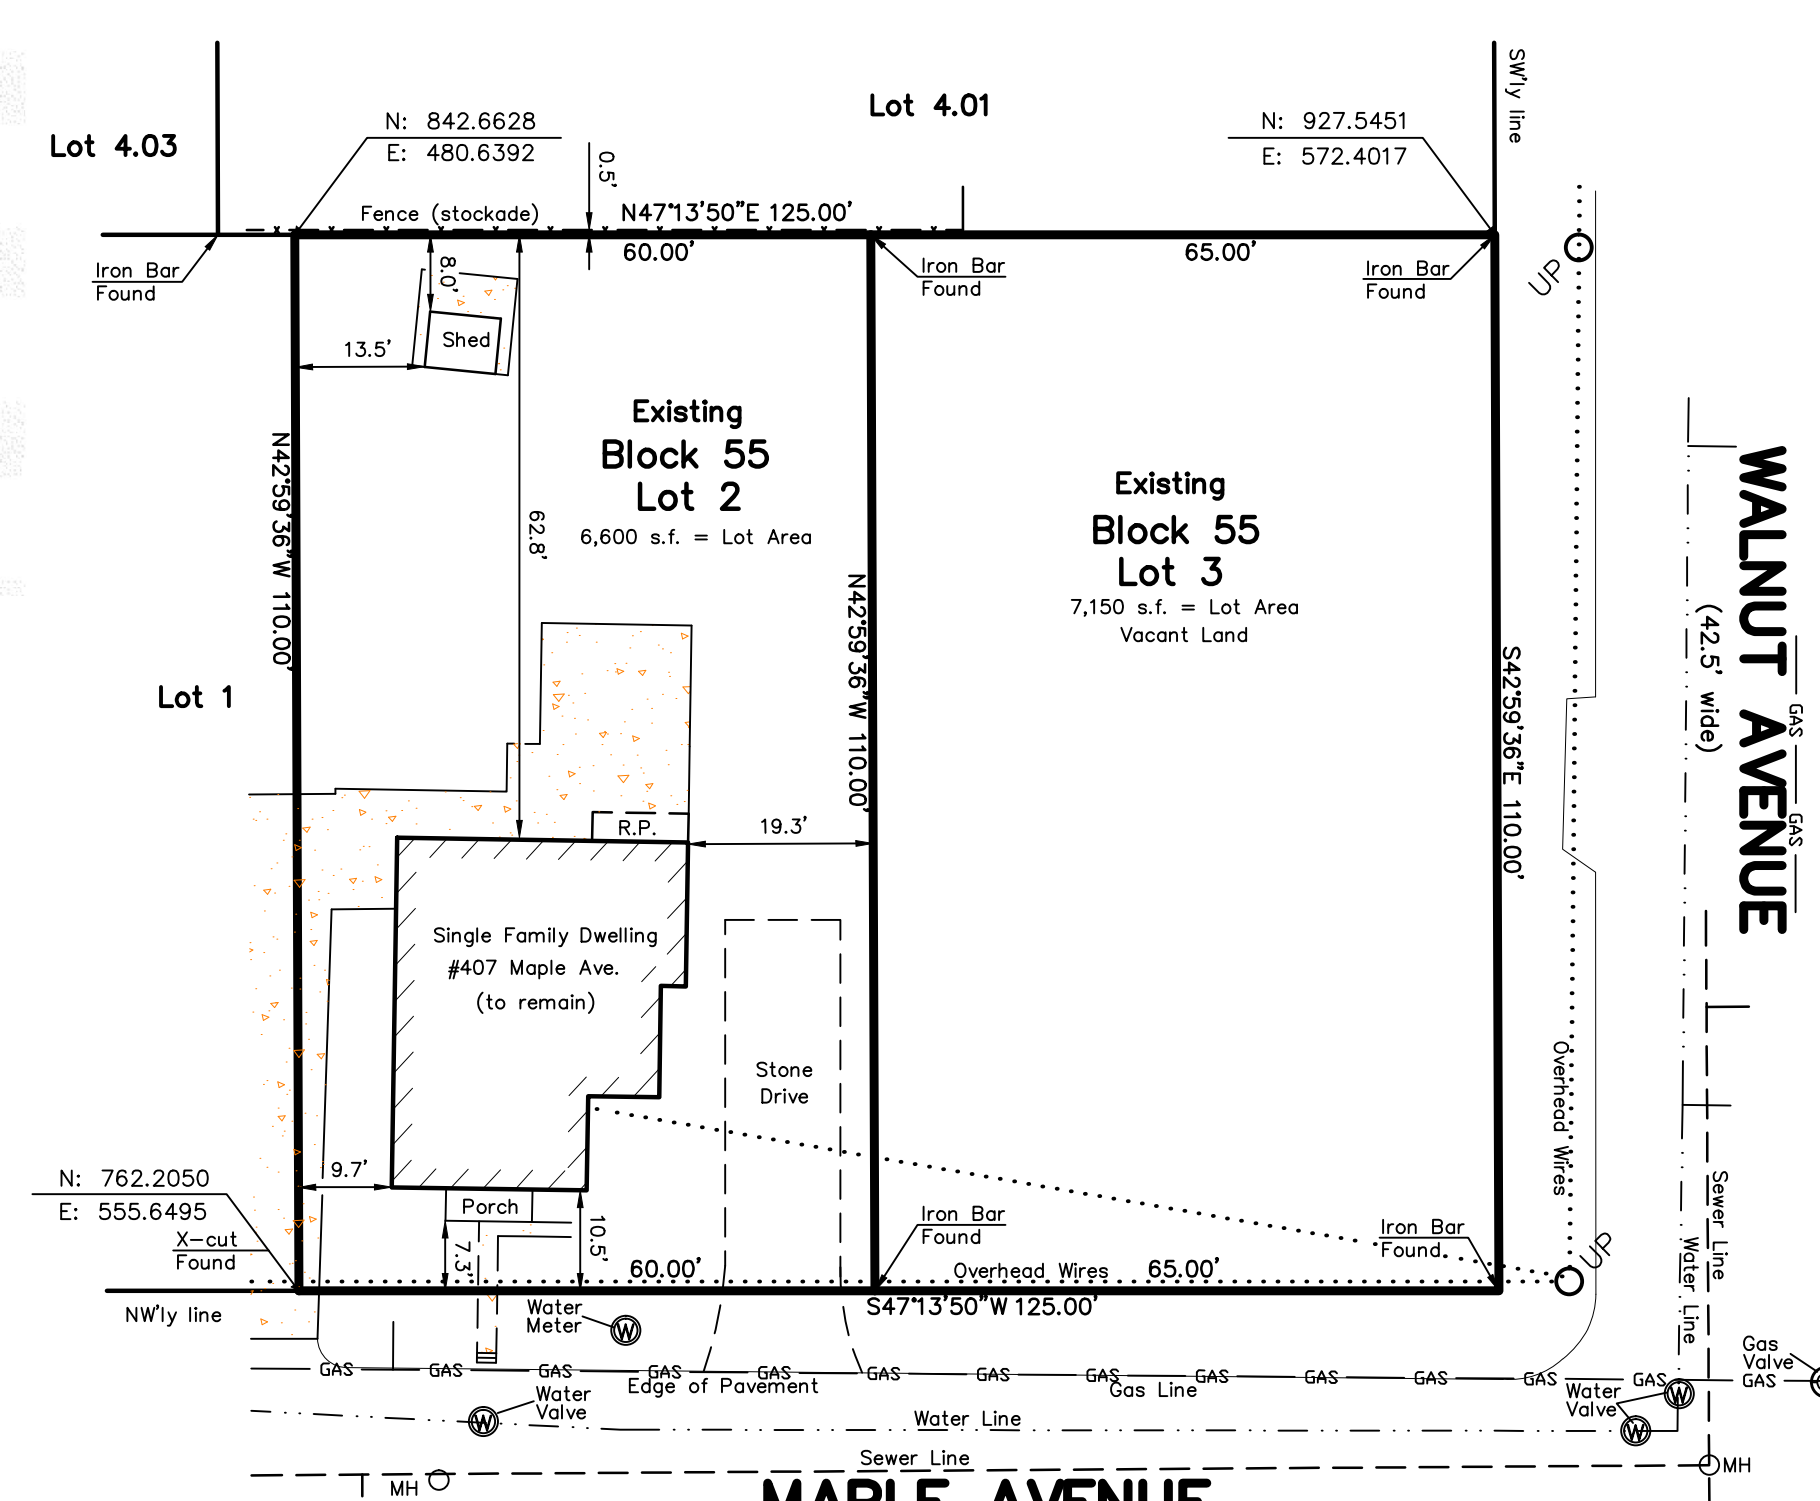 Lot 4.03
N: 842.6628
E: 480.6392
0.5'
Lot 4.01
N: 927.5451
E: 572.4017
SW'ly line
Fence (stockade)
N47°13'50"E 125.00'
60.00'
65.00'
Iron Bar
Found
Iron Bar
Found
Iron Bar
Found
UP
8.0'
Shed
13.5'
Existing
Block 55
Lot 2
6,600 s.f. = Lot Area
Existing
Block 55
Lot 3
7,150 s.f. = Lot Area
Vacant Land
N42°59'36"W 110.00'
62.8'
N42°59'36"W 110.00'
S42°59'36"E 110.00'
WALNUT AVENUE
(42.5' wide)
GAS
GAS
Lot 1
R.P.
19.3'
Single Family Dwelling
#407 Maple Ave.
(to remain)
Stone
Drive
Overhead Wires
N: 762.2050
E: 555.6495
X-cut
Found
9.7'
Porch
7.3'
10.5'
60.00'
Iron Bar
Found
Overhead Wires
65.00'
Iron Bar
Found
UP
Sewer Line
Water Line
NW'ly line
S47°13'50"W 125.00'
Water
Meter
W
GAS GAS GAS GAS GAS GAS GAS GAS GAS GAS GAS GAS GAS GAS
Edge of Pavement
Gas Line
Gas
Valve
Water
Valve
W
Water
Valve
W
W
Water Line
Sewer Line
MH
MH
MAPLE AVENUE